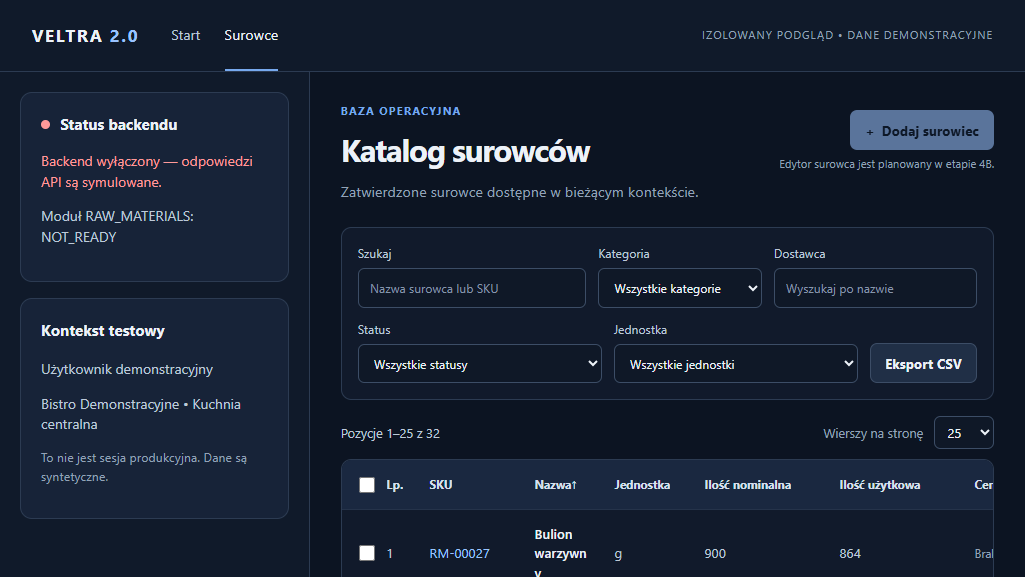 VELTRA 2.0
Start
Surowce
IZOLOWANY PODGLĄD • DANE DEMONSTRACYJNE
Status backendu
Backend wyłączony — odpowiedzi
API są symulowane.
Moduł RAW_MATERIALS:
NOT_READY
Kontekst testowy
Użytkownik demonstracyjny
Bistro Demonstracyjne • Kuchnia
centralna
To nie jest sesja produkcyjna. Dane są
syntetyczne.
BAZA OPERACYJNA
Katalog surowców
Zatwierdzone surowce dostępne w bieżącym kontekście.
+ Dodaj surowiec
Edytor surowca jest planowany w etapie 4B.
Szukaj
Nazwa surowca lub SKU
Kategoria
Wszystkie kategorie
Dostawca
Wyszukaj po nazwie
Status
Wszystkie statusy
Jednostka
Wszystkie jednostki
Eksport CSV
Pozycje 1–25 z 32
Wierszy na stronę
25
Lp. SKU Nazwa↑ Jednostka Ilość nominalna Ilość użytkowa
1 RM-00027 Bulion
warzywn
y
g 900 864